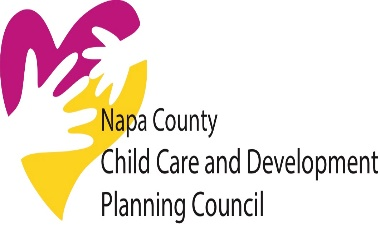 Napa County
Child Care and Development
Planning Council